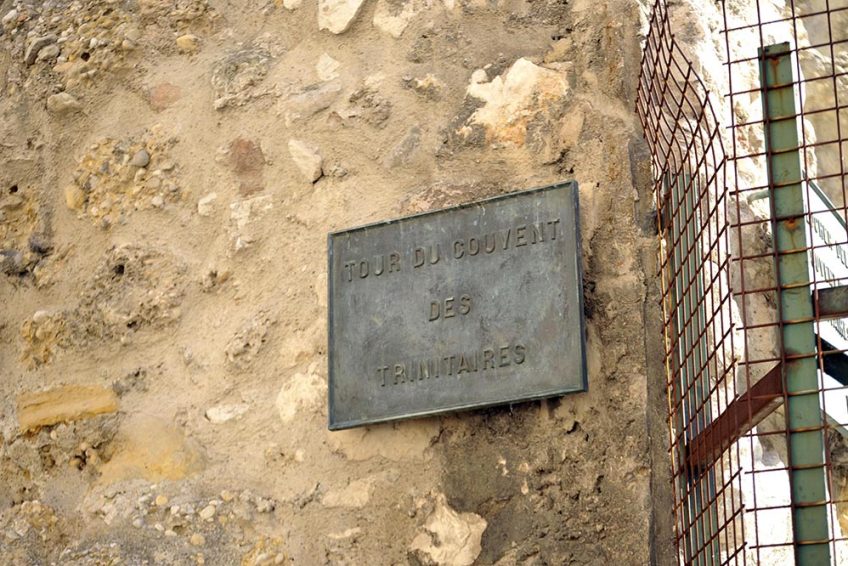 TOUR DU COUVENT
DES
TRINITAIRES